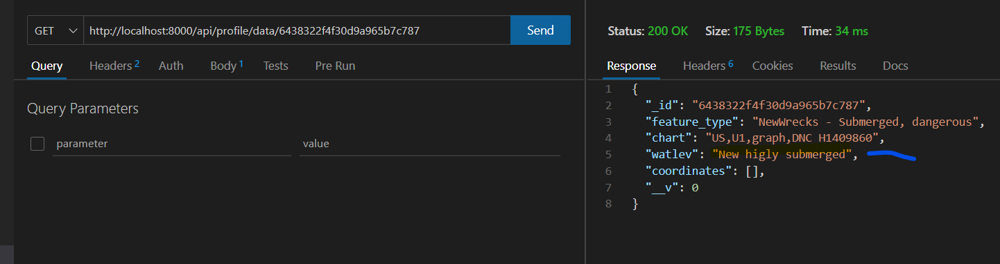 GET http://localhost:8000/api/profile/data/6438322f4f30d9a965b7c787 Send
Query Headers 2 Auth Body 1 Tests Pre Run
Query Parameters
parameter value
Status: 200 OK Size: 175 Bytes Time: 34 ms
Response Headers 6 Cookies Results Docs
1 {
2 "_id": "6438322f4f30d9a965b7c787",
3 "feature_type": "NewWrecks - Submerged, dangerous",
4 "chart": "US,U1,graph,DNC H1409860",
5 "watlev": "New higly submerged",
6 "coordinates": [],
7 "__v": 0
8 }